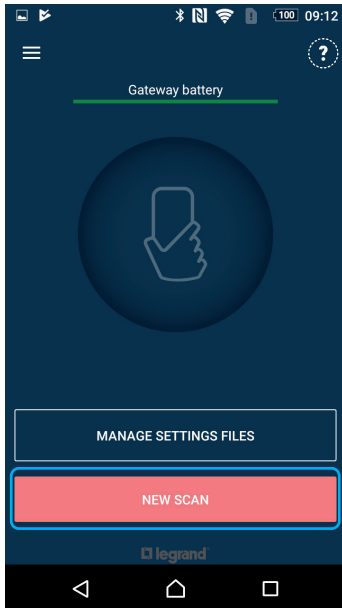 100 09:12
?
Gateway battery
MANAGE SETTINGS FILES
NEW SCAN
legrand